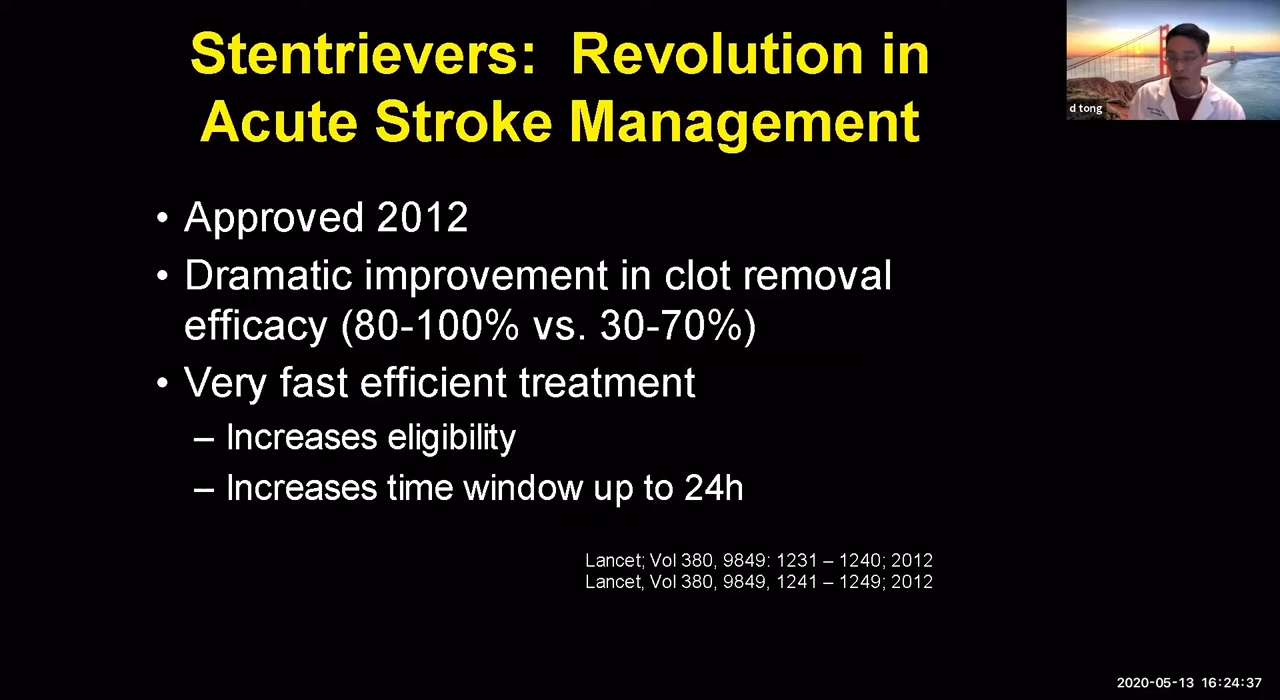 Stentrievers: Revolution in
Acute Stroke Management
• Approved 2012
• Dramatic improvement in clot removal
efficacy (80-100% vs. 30-70%)
• Very fast efficient treatment
– Increases eligibility
– Increases time window up to 24h
Lancet; Vol 380, 9849: 1231 – 1240; 2012
Lancet, Vol 380, 9849, 1241 – 1249; 2012
d tong
2020-05-13 16:24:37